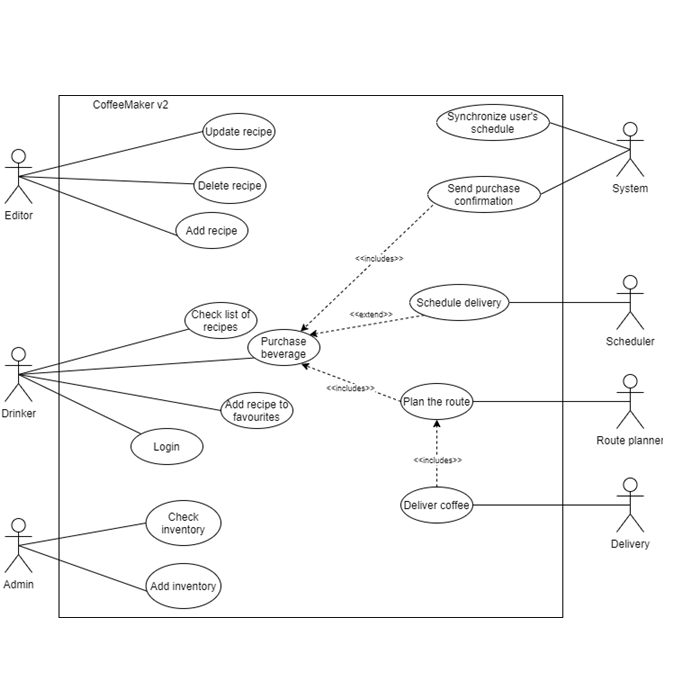 CoffeeMaker v2
Update recipe
Delete recipe
Add recipe
Editor
Synchronize user's
schedule
Send purchase
confirmation
System
<<includes>>
Schedule delivery
<<extend>>
Scheduler
Check list of
recipes
Purchase
beverage
Drinker
<<includes>>
Plan the route
Route planner
Add recipe to
favourites
Login
<<includes>>
Deliver coffee
Delivery
Check
inventory
Admin
Add inventory